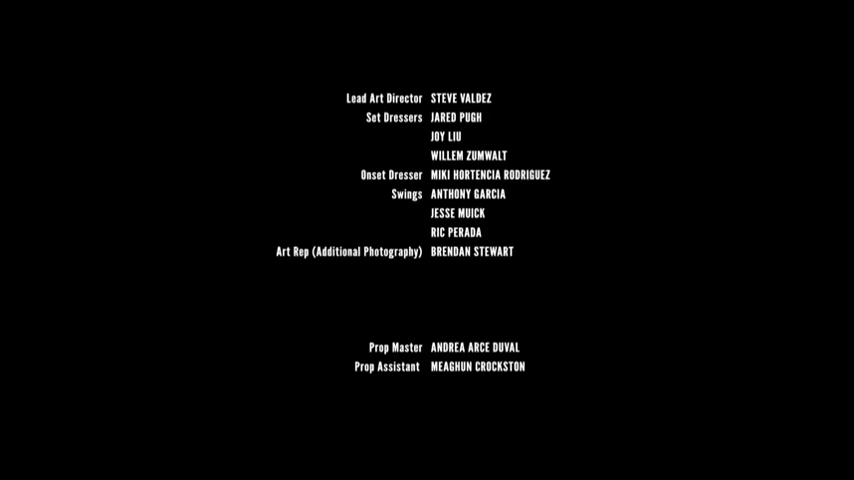 Lead Art Director STEVE VALDEZ
Set Dressers JARED PUGH
JOY LIU
WILLEM ZUMWALT
Onset Dresser MIKI HORTENCIA RODRIGUEZ
Swings ANTHONY GARCIA
JESSE MUICK
RIC PERADA
Art Rep (Additional Photography) BRENDAN STEWART
Prop Master ANDREA ARCE DUVAL
Prop Assistant MEAGHUN CROCKSTON